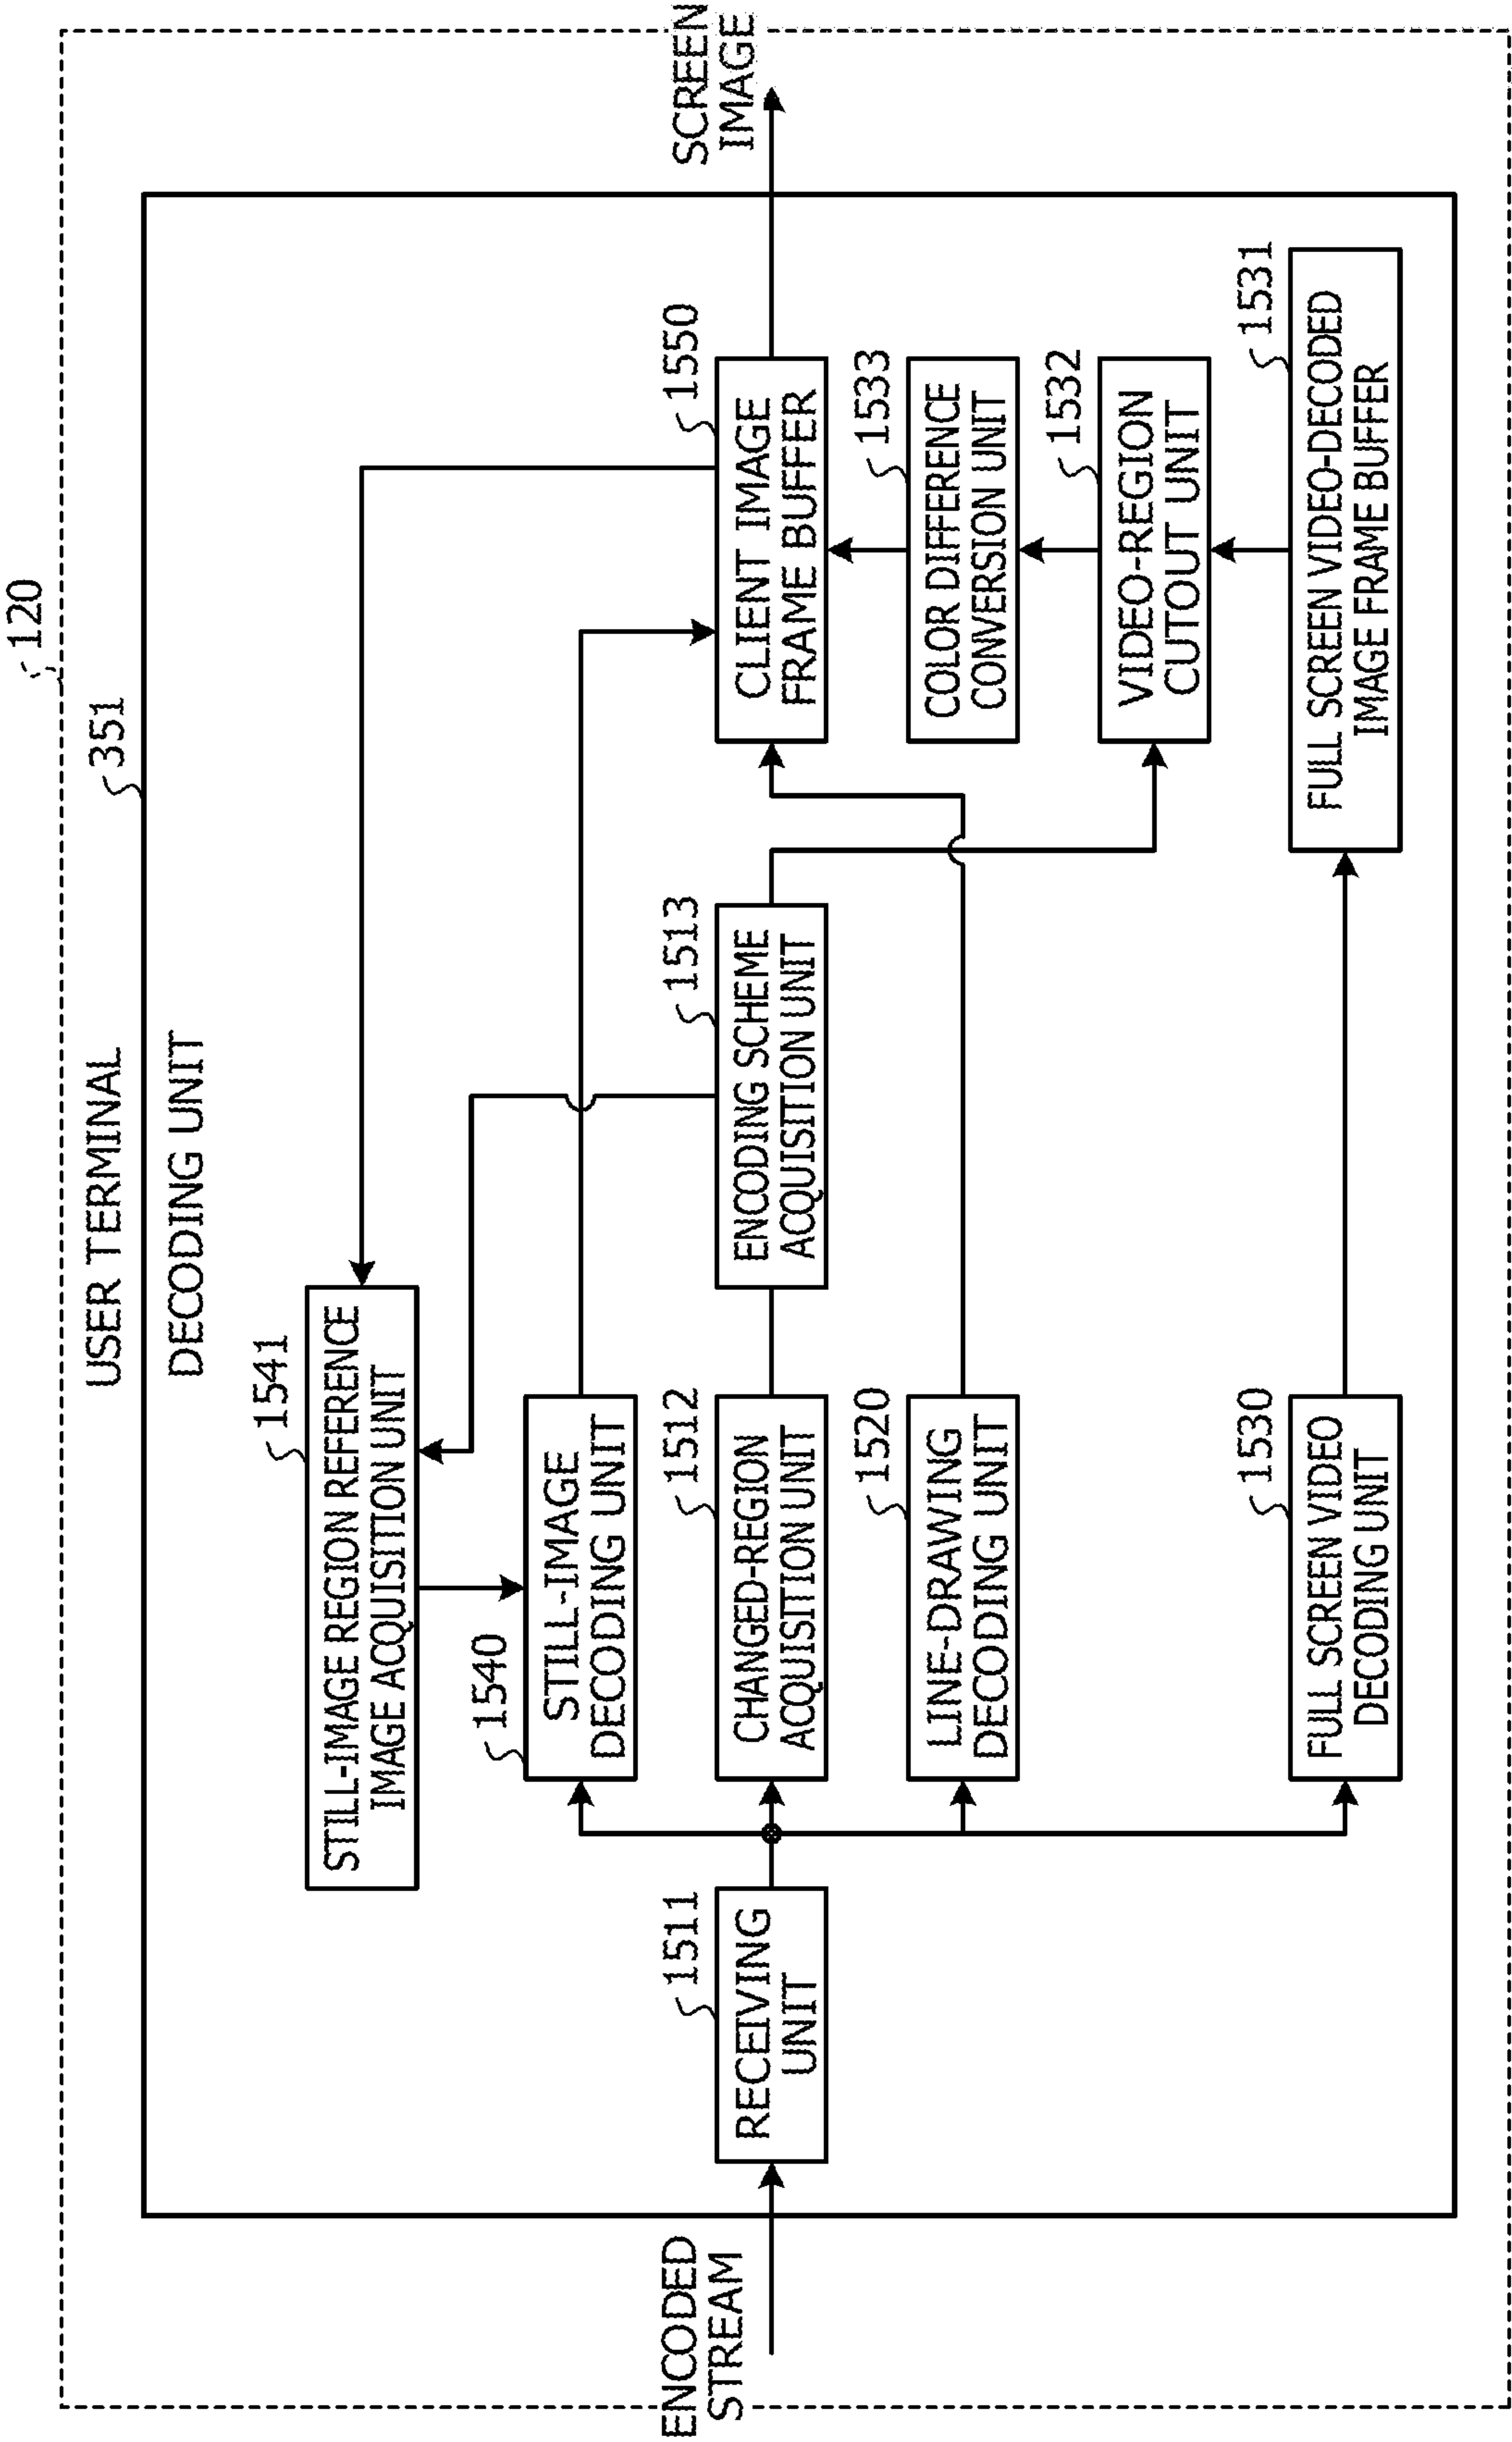 120
USER TERMINAL
351
DECODING UNIT
1541
STILL-IMAGE REGION REFERENCE
IMAGE ACQUISITION UNIT
1540
STILL-IMAGE
DECODING UNIT
ENCODED
STREAM
1511
RECEIVING
UNIT
1512
CHANGED-REGION
ACQUISITION UNIT
1513
ENCODING SCHEME
ACQUISITION UNIT
1550
CLIENT IMAGE
FRAME BUFFER
SCREEN
IMAGE
1520
LINE-DRAWING
DECODING UNIT
1533
COLOR DIFFERENCE
CONVERSION UNIT
1532
VIDEO-REGION
CUTOUT UNIT
1530
FULL SCREEN VIDEO
DECODING UNIT
1531
FULL SCREEN VIDEO-DECODED
IMAGE FRAME BUFFER